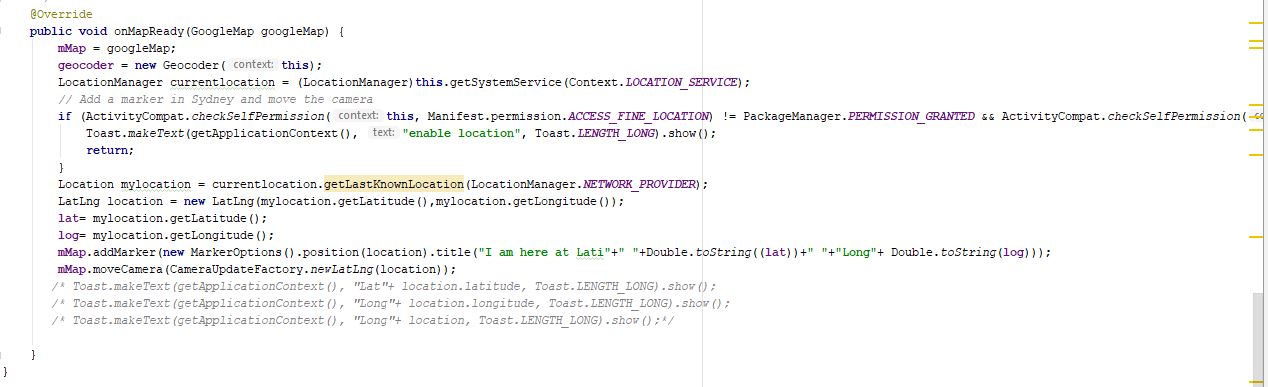 @Override
public void onMapReady(GoogleMap googleMap) {
mMap = googleMap;
geocoder = new Geocoder( context: this);
LocationManager currentlocation = (LocationManager)this.getSystemService(Context.LOCATION_SERVICE);
// Add a marker in Sydney and move the camera
if (ActivityCompat.checkSelfPermission( context: this, Manifest.permission.ACCESS_FINE_LOCATION) != PackageManager.PERMISSION_GRANTED && ActivityCompat.checkSelfPermission(
Toast.makeText(getApplicationContext(), text: "enable location", Toast.LENGTH_LONG).show();
return;
}
Location mylocation = currentlocation.getLastKnownLocation(LocationManager.NETWORK_PROVIDER);
LatLng location = new LatLng(mylocation.getLatitude(),mylocation.getLongitude());
lat= mylocation.getLatitude();
log= mylocation.getLongitude();
mMap.addMarker(new MarkerOptions().position(location).title("I am here at Lati"+" "+Double.toString((lat))+" "+"Long"+ Double.toString(log)));
mMap.moveCamera(CameraUpdateFactory.newLatLng(location));
/* Toast.makeText(getApplicationContext(), "Lat"+ location.latitude, Toast.LENGTH_LONG).show();
/* Toast.makeText(getApplicationContext(), "Long"+ location.longitude, Toast.LENGTH_LONG).show();
/* Toast.makeText(getApplicationContext(), "Long"+ location, Toast.LENGTH_LONG).show();*/
}
}